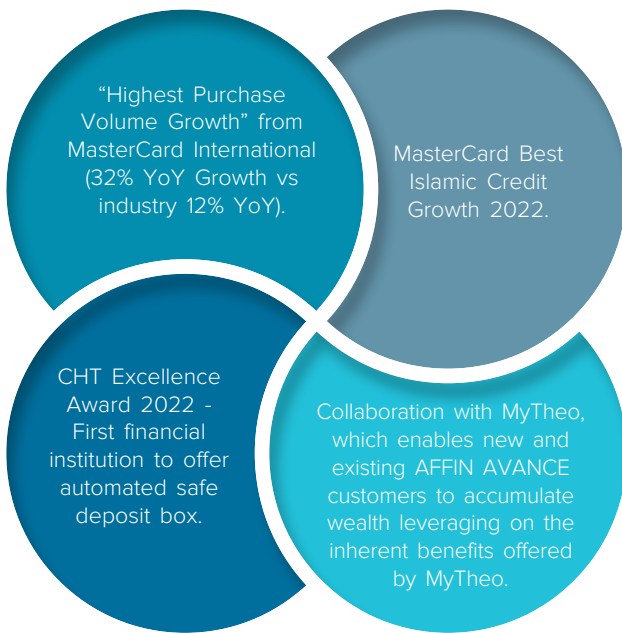 “Highest Purchase
Volume Growth” from
MasterCard International
(32% YoY Growth vs
industry 12% YoY).
MasterCard Best
Islamic Credit
Growth 2022.
CHT Excellence
Award 2022 -
First financial
institution to offer
automated safe
deposit box.
Collaboration with MyTheo,
which enables new and
existing AFFIN AVANCE
customers to accumulate
wealth leveraging on the
inherent benefits offered
by MyTheo.